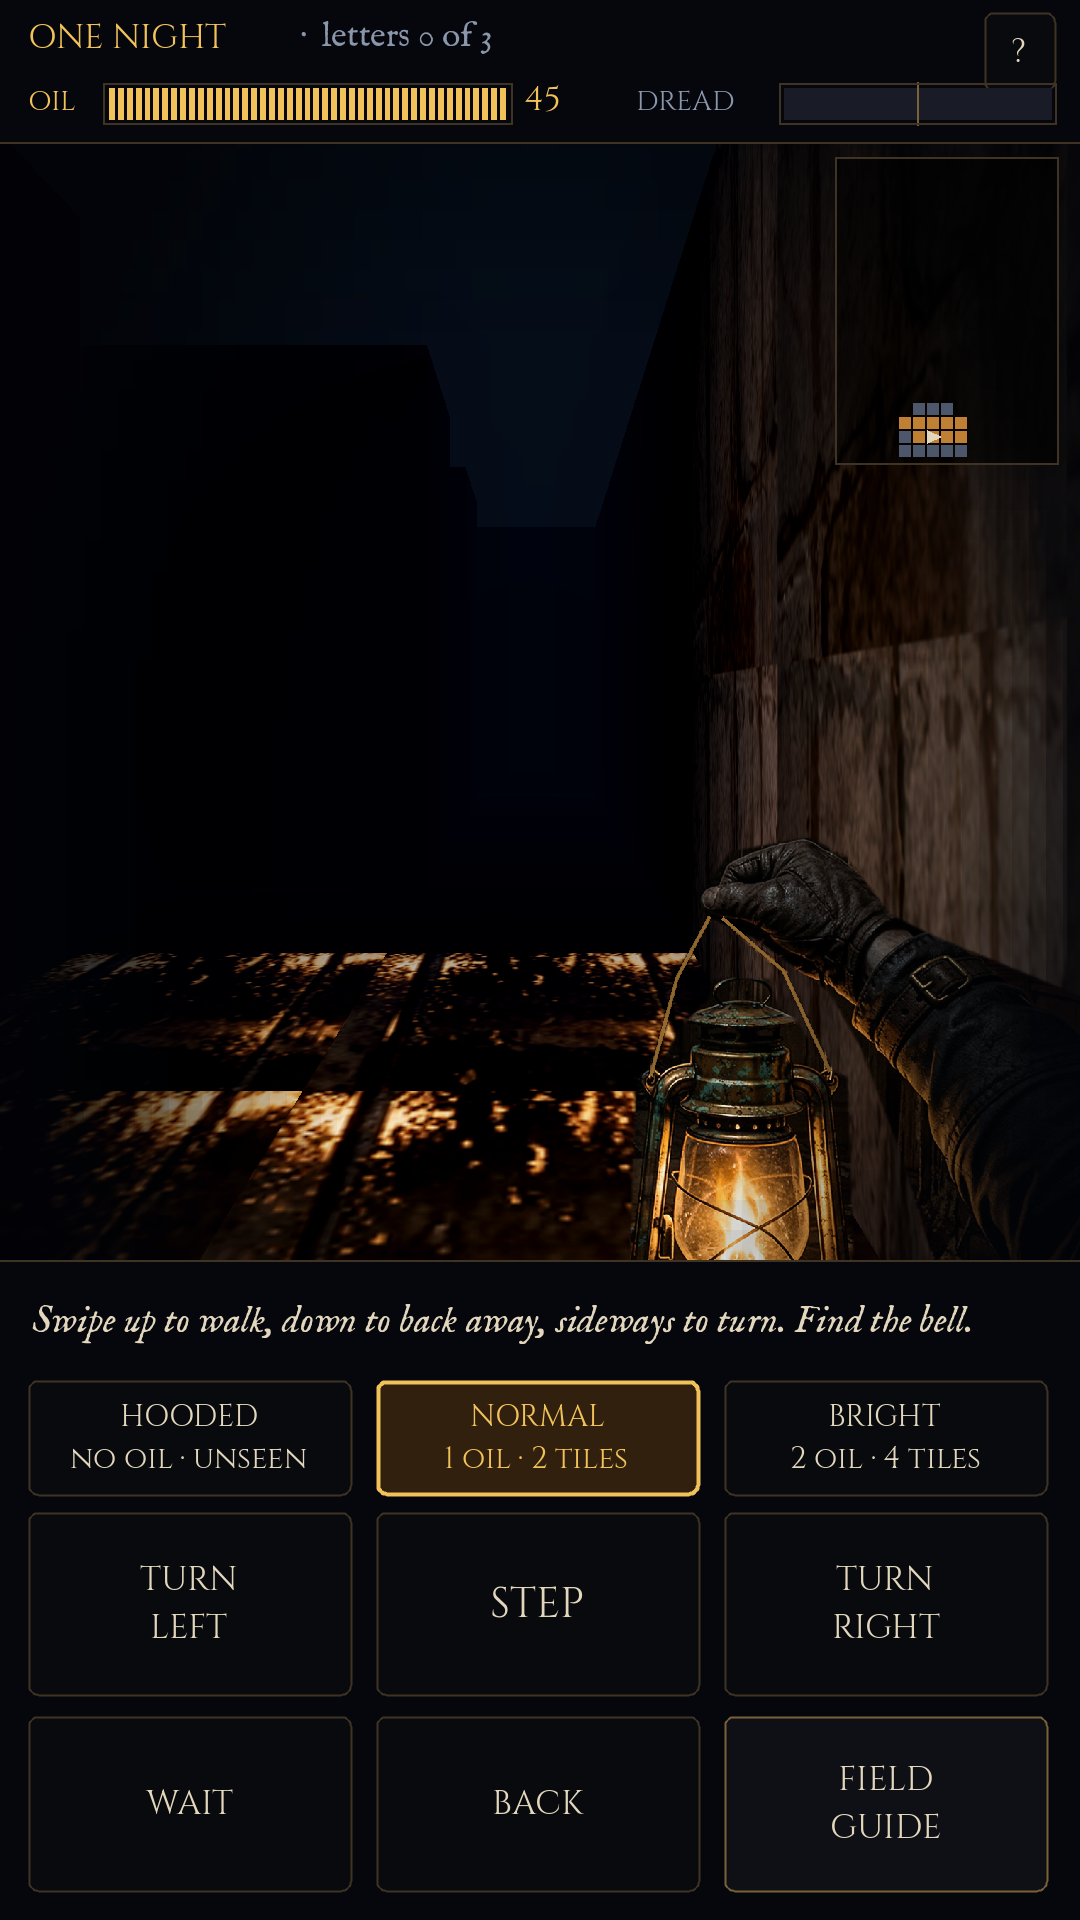 ONE NIGHT · letters 0 of 3
?
OIL 45 DREAD
Swipe up to walk, down to back away, sideways to turn. Find the bell.
HOODED
NO OIL · UNSEEN
NORMAL
1 OIL · 2 TILES
BRIGHT
2 OIL · 4 TILES
TURN
LEFT
STEP
TURN
RIGHT
WAIT
BACK
FIELD
GUIDE